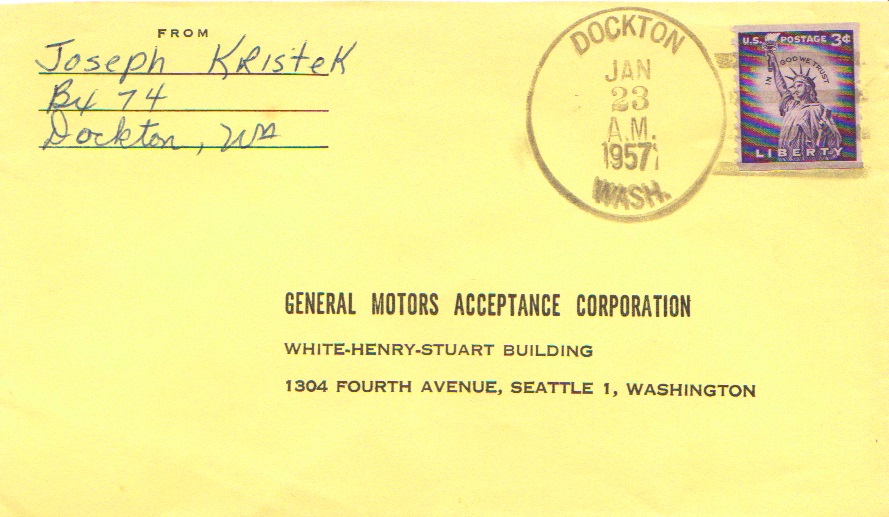 FROM
Joseph Kristek
Bx 74
Dockton, Wa
DOCKTON
JAN
23
A.M.
1957
WASH.
U.S. POSTAGE 3¢
IN GOD WE TRUST
LIBERTY
GENERAL MOTORS ACCEPTANCE CORPORATION
WHITE-HENRY-STUART BUILDING
1304 FOURTH AVENUE, SEATTLE 1, WASHINGTON